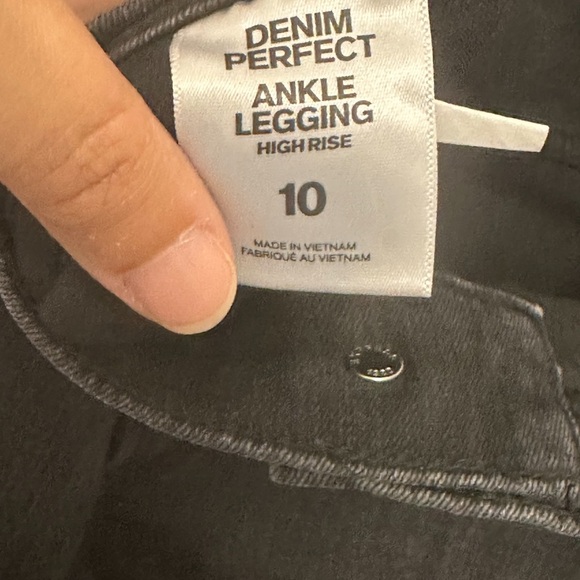 DENIM
PERFECT
ANKLE
LEGGING
HIGH RISE
10
MADE IN VIETNAM
FABRIQUÉ AU VIETNAM